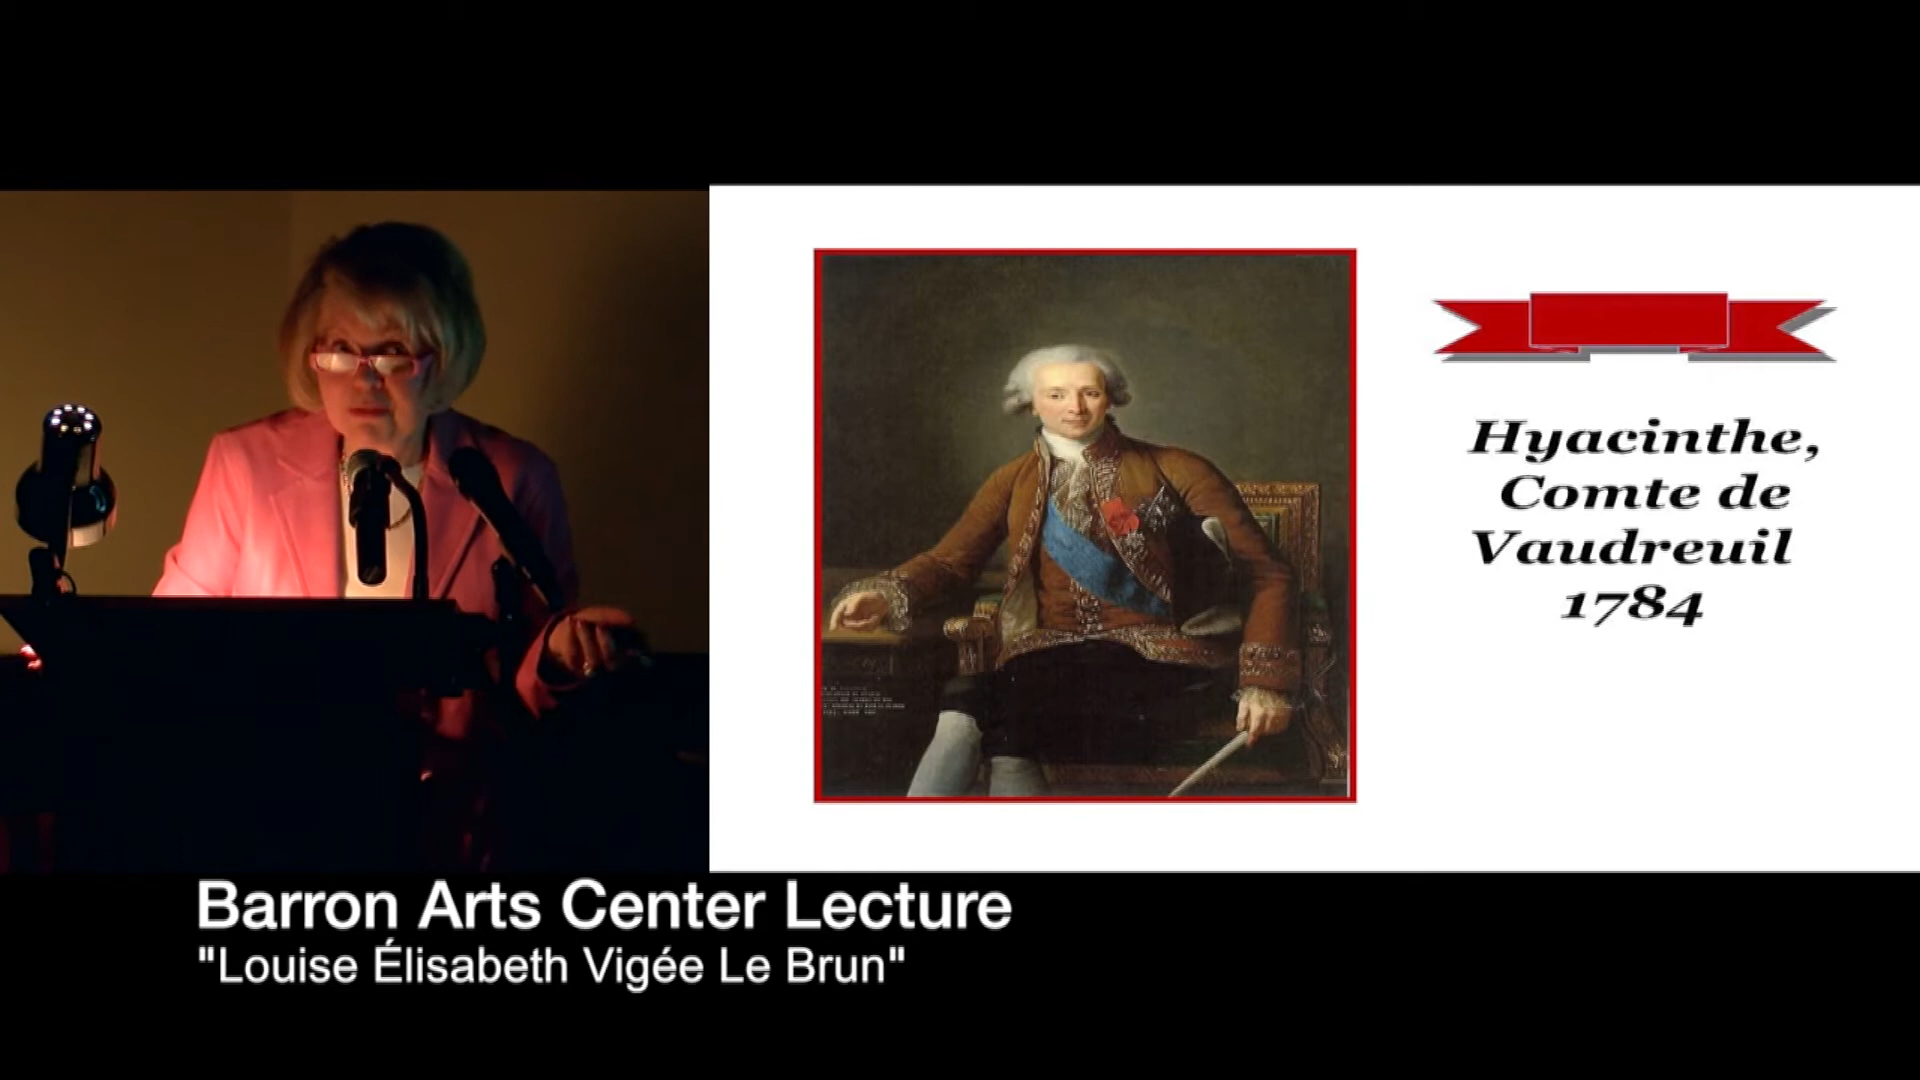 Hyacinthe,
Comte de
Vaudreuil
1784
Barron Arts Center Lecture
"Louise Élisabeth Vigée Le Brun"